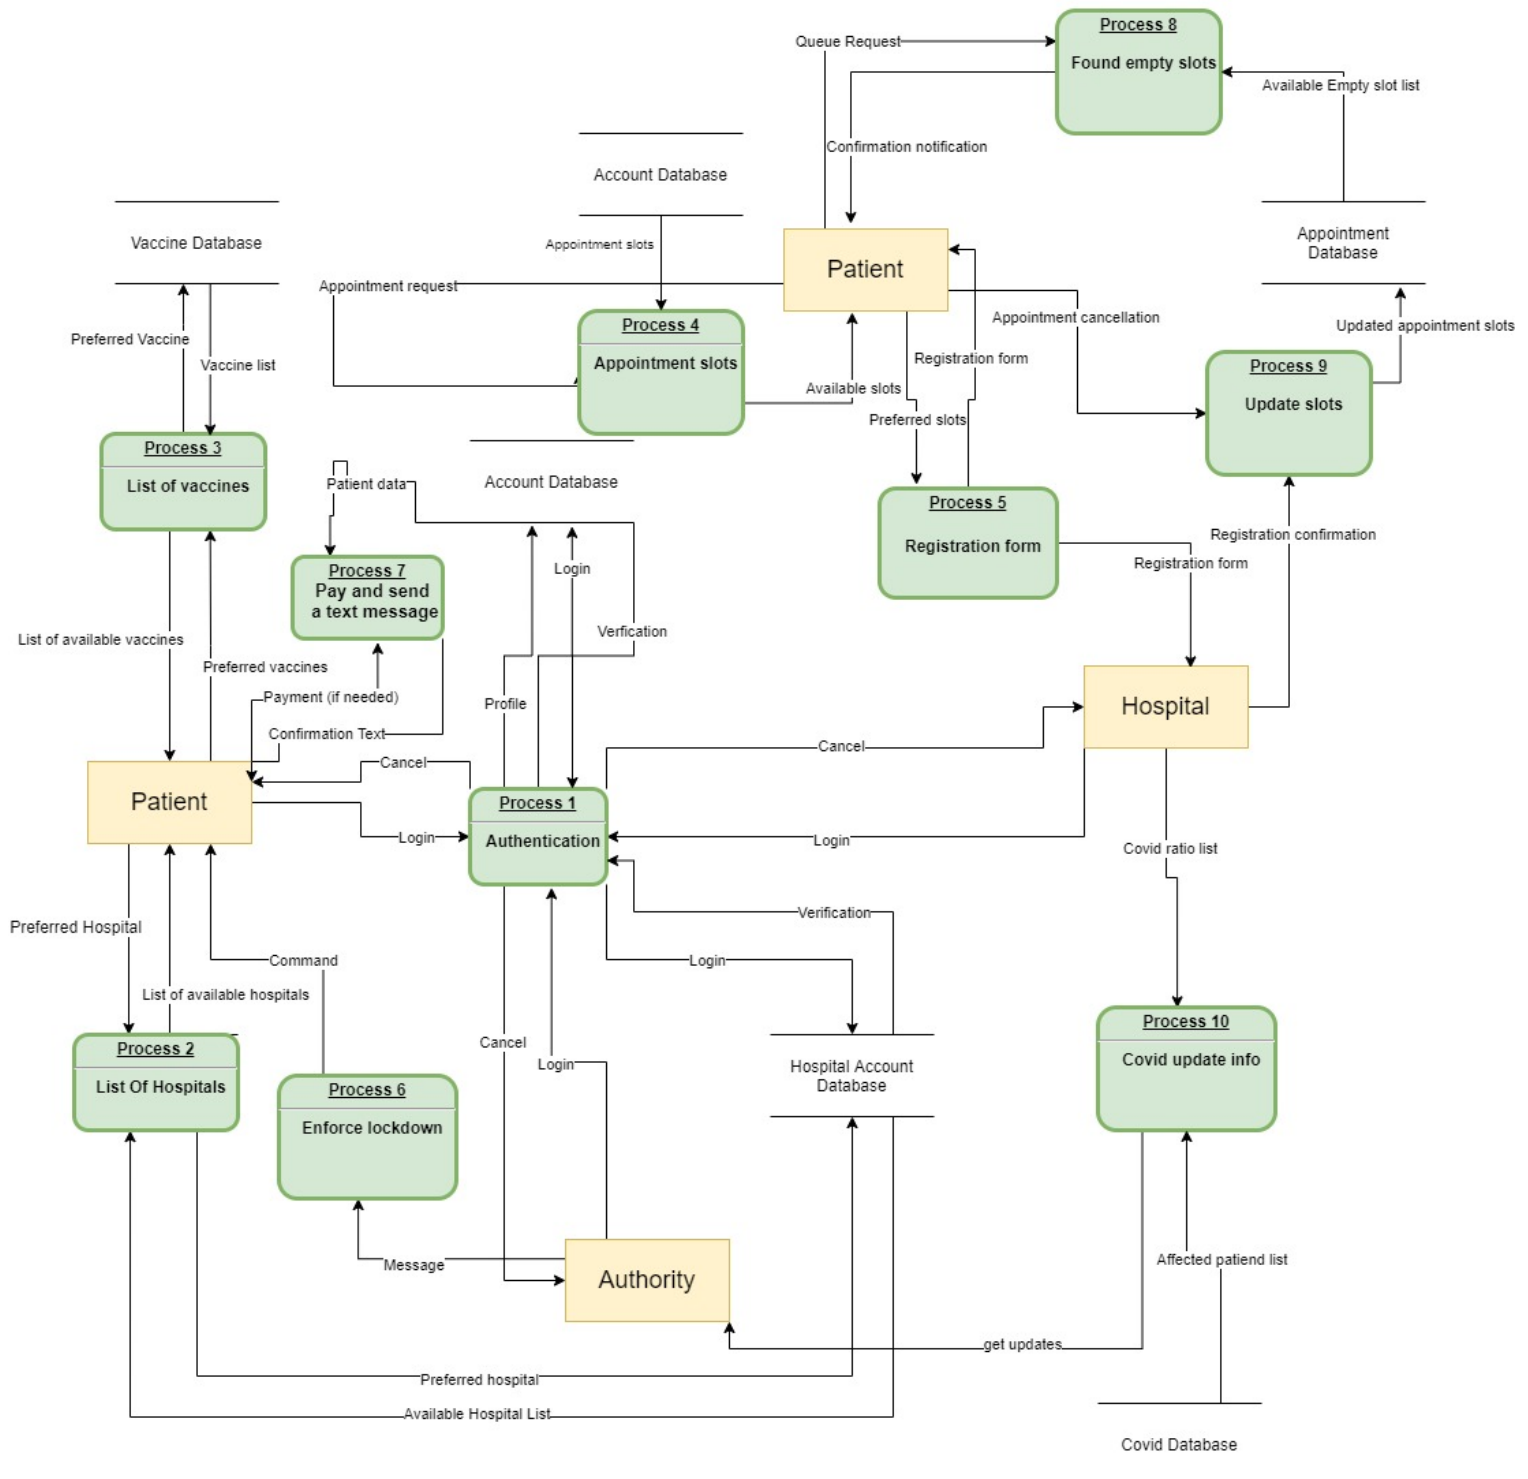 Process 8
Queue Request
Found empty slots
Available Empty slot list
Confirmation notification
Account Database
Vaccine Database
Appointment
Database
Appointment slots
Patient
Appointment request
Appointment cancellation
Process 4
Appointment slots
Updated appointment slots
Preferred Vaccine
Vaccine list
Registration form
Available slots
Process 9
Update slots
Preferred slots
Process 3
List of vaccines
Account Database
Patient data
Process 5
Registration form
Registration confirmation
Registration form
Process 7
Pay and send
a text message
Login
List of available vaccines
Verfication
Preferred vaccines
Payment (if needed)
Profile
Hospital
Confirmation Text
Cancel
Cancel
Patient
Process 1
Authentication
Login
Login
Covid ratio list
Verification
Preferred Hospital
Command
Login
List of available hospitals
Process 10
Covid update info
Cancel
Process 2
List Of Hospitals
Login
Hospital Account
Database
Process 6
Enforce lockdown
Message
Authority
Affected patiend list
get updates
Preferred hospital
Available Hospital List
Covid Database